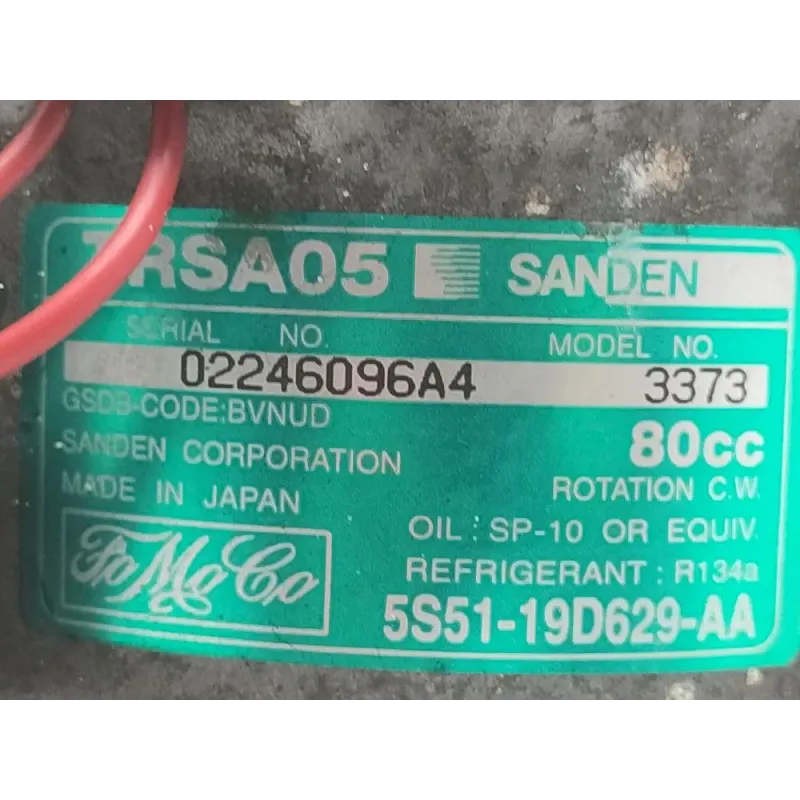 TRSA05 SANDEN
SERIAL NO. MODEL NO.
02246096A4 3373
GSDB-CODE:BVNUD
80cc
SANDEN CORPORATION
ROTATION C.W.
MADE IN JAPAN
OIL : SP-10 OR EQUIV.
FoMoCo
REFRIGERANT : R134a
5S51-19D629-AA